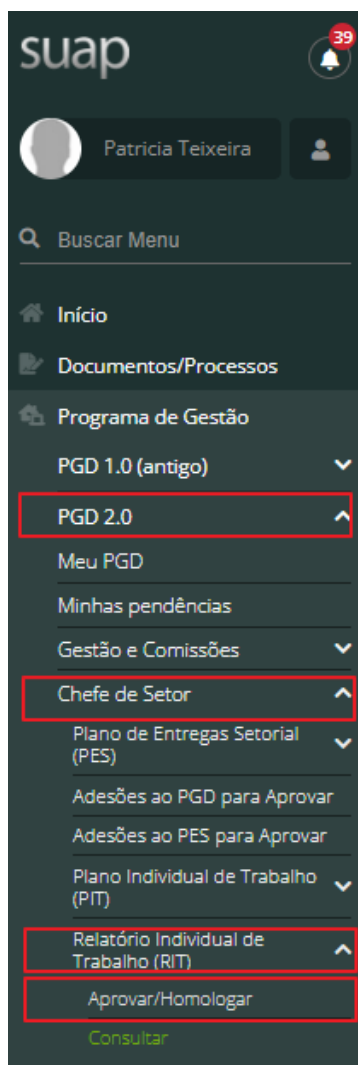 suap
39
Patricia Teixeira
Buscar Menu
Início
Documentos/Processos
Programa de Gestão
PGD 1.0 (antigo)
PGD 2.0
Meu PGD
Minhas pendências
Gestão e Comissões
Chefe de Setor
Plano de Entregas Setorial
(PES)
Adesões ao PGD para Aprovar
Adesões ao PES para Aprovar
Plano Individual de Trabalho
(PIT)
Relatório Individual de
Trabalho (RIT)
Aprovar/Homologar
Consultar